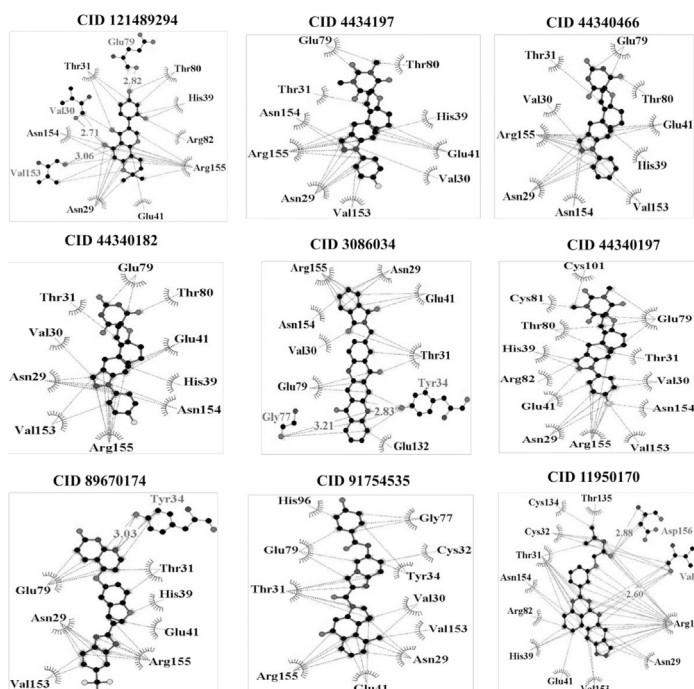 CID 121489294
Glu79
Thr31
2.82
Thr80
Val30
His39
Asn154
2.71
Arg82
3.06
Val153
Arg155
Asn29
Glu41
CID 4434197
Glu79
Thr80
Thr31
Asn154
His39
Arg155
Glu41
Asn29
Val30
Val153
CID 44340466
Glu79
Thr31
Val30
Thr80
Arg155
Glu41
His39
Asn29
Asn154
Val153
CID 44340182
Glu79
Thr31
Thr80
Val30
Glu41
Asn29
His39
Asn154
Val153
Arg155
CID 3086034
Arg155
Asn29
Glu41
Asn154
Val30
Thr31
Glu79
Tyr34
Gly77
2.83
3.21
Glu132
CID 44340197
Cys101
Cys81
Glu79
Thr80
His39
Thr31
Arg82
Val30
Glu41
Asn154
Asn29
Arg155
Val153
CID 89670174
Tyr34
3.03
Glu79
Thr31
His39
Asn29
Glu41
Val153
Arg155
CID 91754535
His96
Gly77
Glu79
Cys32
Tyr34
Thr31
Val30
Val153
Asn29
Glu41
CID 11950170
Thr135
Cys134
Cys32
2.88
Asp156
Thr31
Val
Asn154
2.60
Arg82
Arg1
His39
Asn29
Glu41
Val153